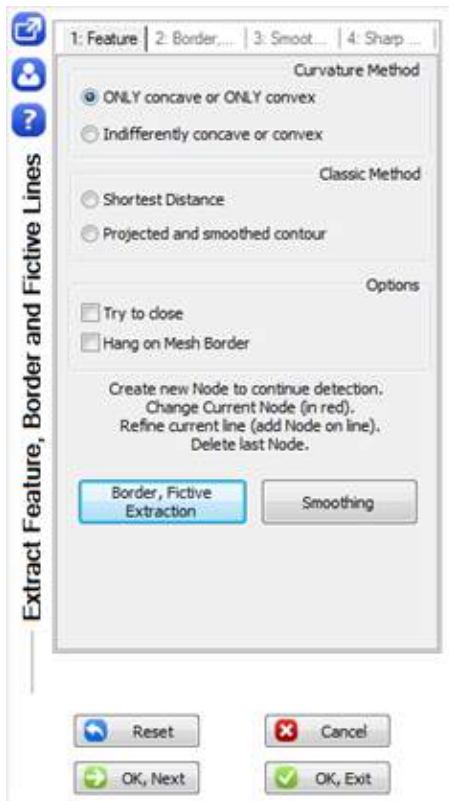 1: Feature 2: Border,... 3: Smoot... 4: Sharp ...
Curvature Method
ONLY concave or ONLY convex
Indifferently concave or convex
Classic Method
Shortest Distance
Projected and smoothed contour
Options
Try to close
Hang on Mesh Border
Create new Node to continue detection.
Change Current Node (in red).
Refine current line (add Node on line).
Delete last Node.
Border, Fictive
Extraction
Smoothing
?
Extract Feature, Border and Fictive Lines
Reset
Cancel
OK, Next
OK, Exit